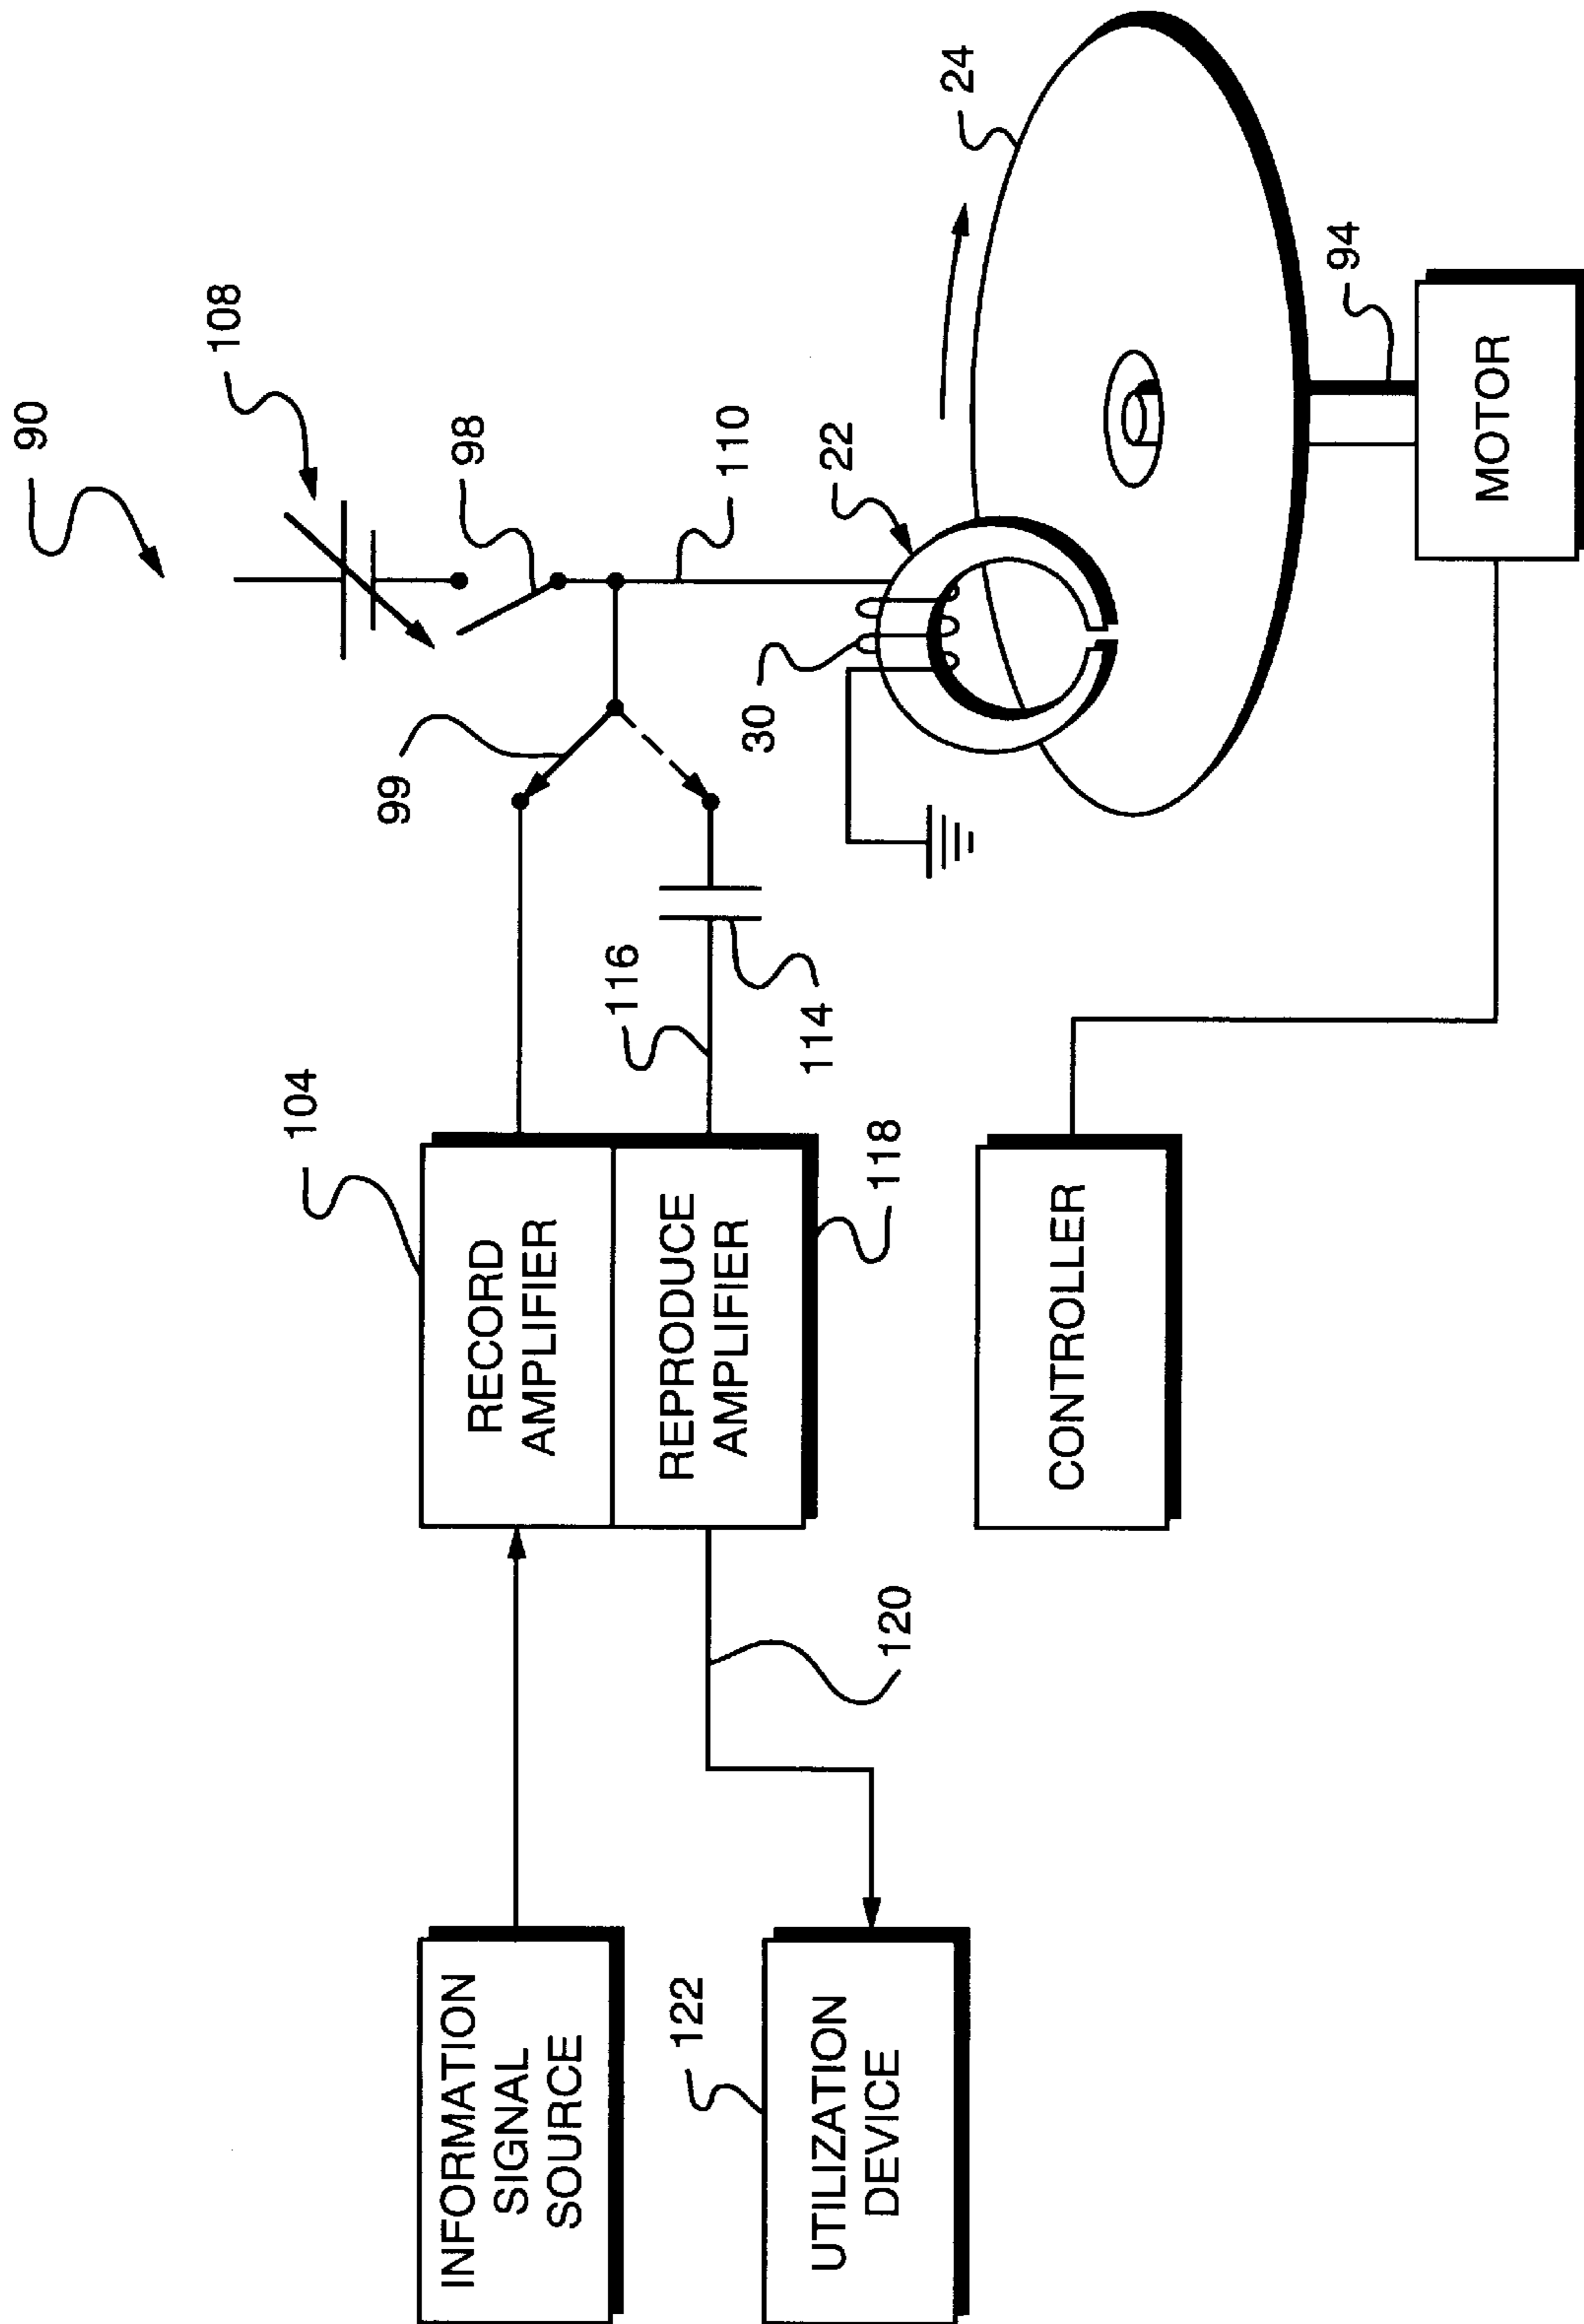 90
108
98
110
99
22
24
30
94
MOTOR
104
116
114
118
RECORD
AMPLIFIER
REPRODUCE
AMPLIFIER
CONTROLLER
120
INFORMATION
SIGNAL
SOURCE
122
UTILIZATION
DEVICE